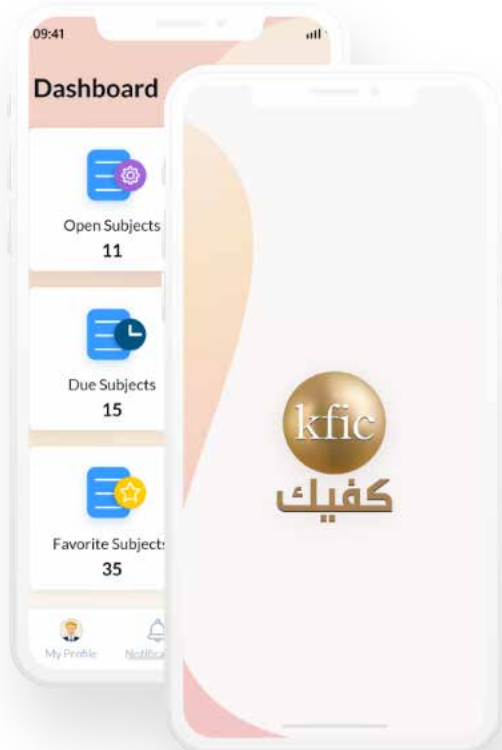 09:41
Dashboard
Open Subjects
11
Due Subjects
15
Favorite Subjects
35
My Profile
kfic
كفيك